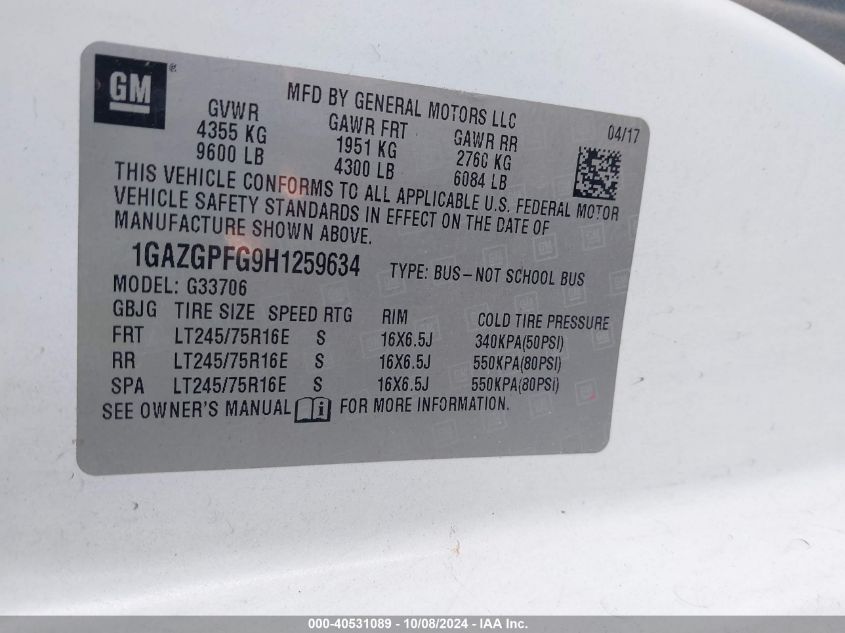 GM®
MFD BY GENERAL MOTORS LLC 04/17
GVWR GAWR FRT GAWR RR
4355 KG 1951 KG 2760 KG
9600 LB 4300 LB 6084 LB
THIS VEHICLE CONFORMS TO ALL APPLICABLE U.S. FEDERAL MOTOR
VEHICLE SAFETY STANDARDS IN EFFECT ON THE DATE OF
MANUFACTURE SHOWN ABOVE.
1GAZGPFG9H1259634 TYPE: BUS-NOT SCHOOL BUS
MODEL: G33706
GBJG TIRE SIZE SPEED RTG RIM COLD TIRE PRESSURE
FRT LT245/75R16E S 16X6.5J 340KPA(50PSI)
RR LT245/75R16E S 16X6.5J 550KPA(80PSI)
SPA LT245/75R16E S 16X6.5J 550KPA(80PSI)
SEE OWNER'S MANUAL i FOR MORE INFORMATION.
000-40531089 - 10/08/2024 - IAA Inc.